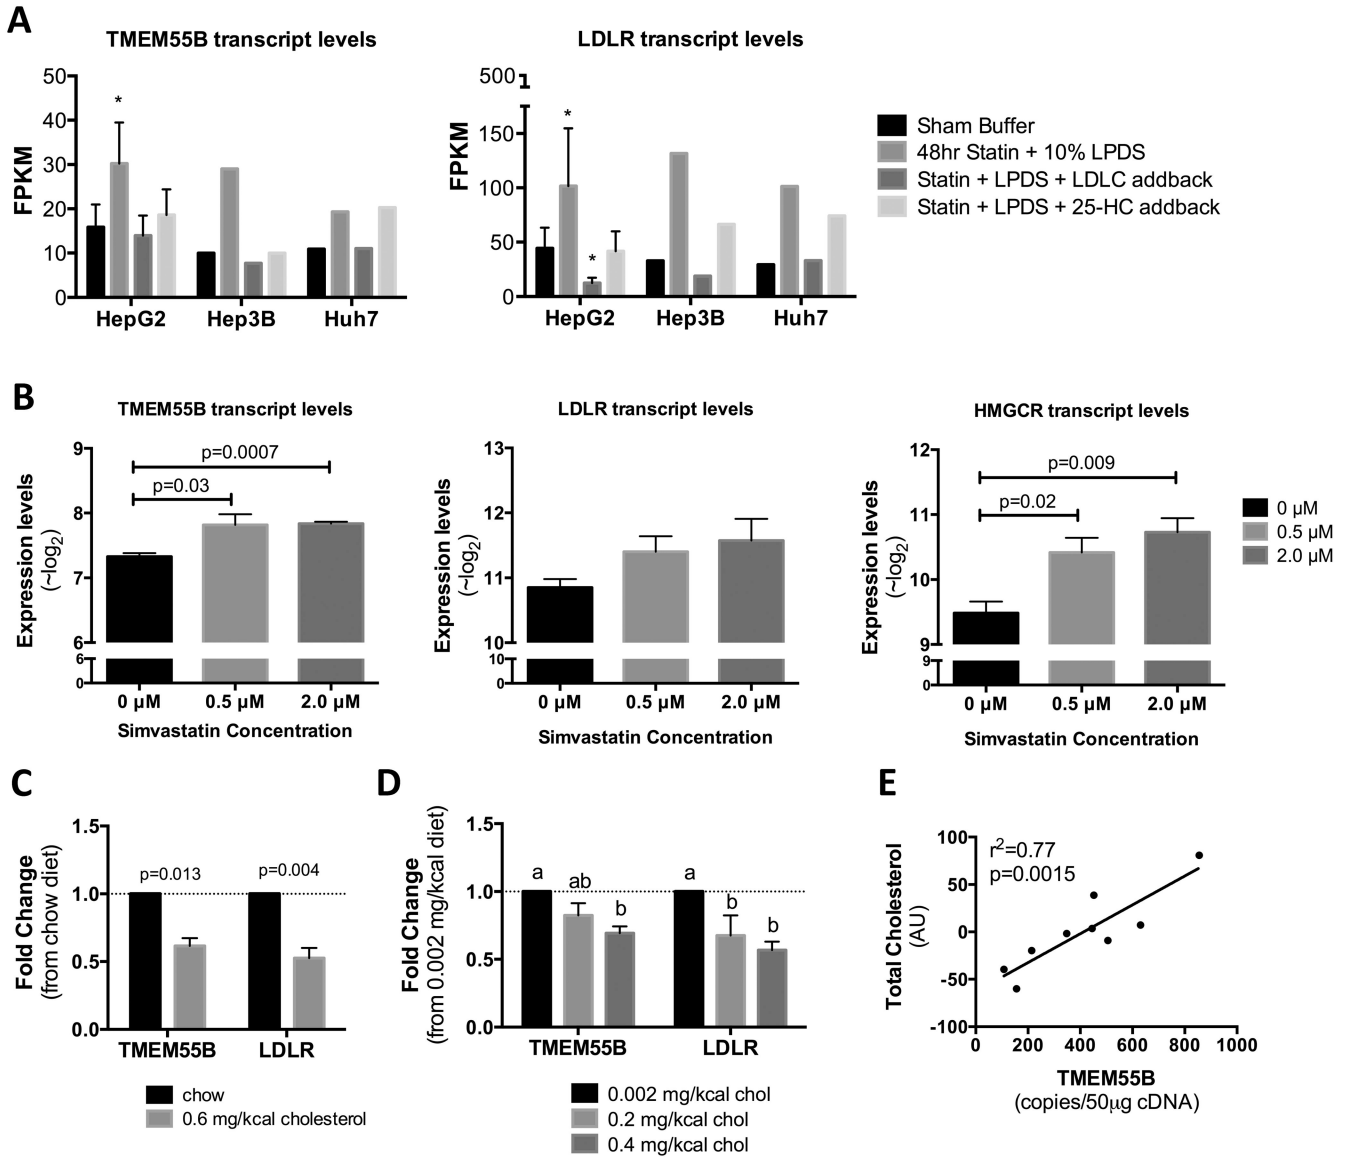 A
TMEM55B transcript levels
FPKM
50
40
30
20
10
0
*
HepG2
Hep3B
Huh7
LDLR transcript levels
FPKM
500
150
100
50
0
*
*
HepG2
Hep3B
Huh7
Sham Buffer
48hr Statin + 10% LPDS
Statin + LPDS + LDLC addback
Statin + LPDS + 25-HC addback
B
TMEM55B transcript levels
Expression levels
(~log2)
9
8
7
6
6
0
p=0.0007
p=0.03
0 µM
0.5 µM
2.0 µM
Simvastatin Concentration
LDLR transcript levels
Expression levels
(~log2)
13
12
11
10
10
0
0 µM
0.5 µM
2.0 µM
Simvastatin Concentration
HMGCR transcript levels
Expression levels
(~log2)
12
11
10
9
9
0
p=0.009
p=0.02
0 µM
0.5 µM
2.0 µM
Simvastatin Concentration
0 µM
0.5 µM
2.0 µM
C
Fold Change
(from chow diet)
1.5
1.0
0.5
0.0
p=0.013
p=0.004
TMEM55B
LDLR
chow
0.6 mg/kcal cholesterol
D
Fold Change
(from 0.002 mg/kcal diet)
1.5
1.0
0.5
0.0
a
ab
b
a
b
b
TMEM55B
LDLR
0.002 mg/kcal chol
0.2 mg/kcal chol
0.4 mg/kcal chol
E
Total Cholesterol
(AU)
100
50
0
-50
-100
r2=0.77
p=0.0015
0
200
400
600
800
1000
TMEM55B
(copies/50µg cDNA)